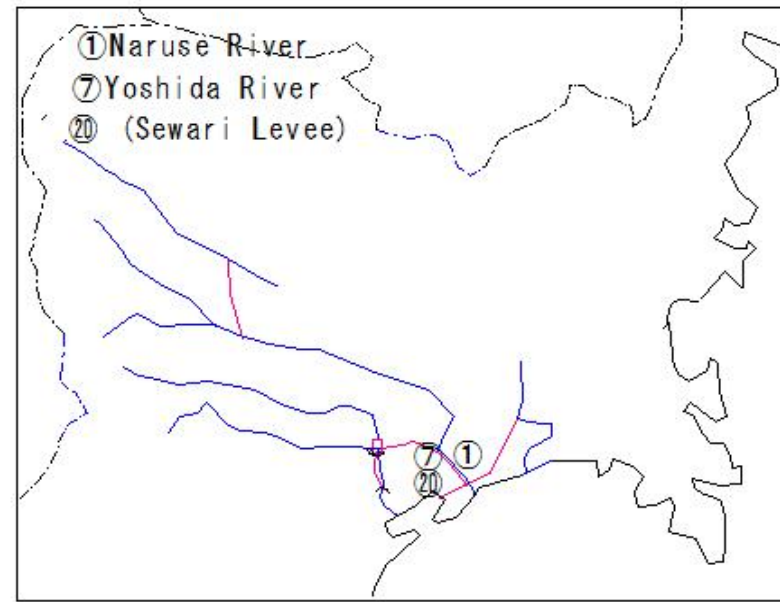 ①Naruse River
⑦Yoshida River
⑳ (Sewari Levee)
⑦ ①
⑳